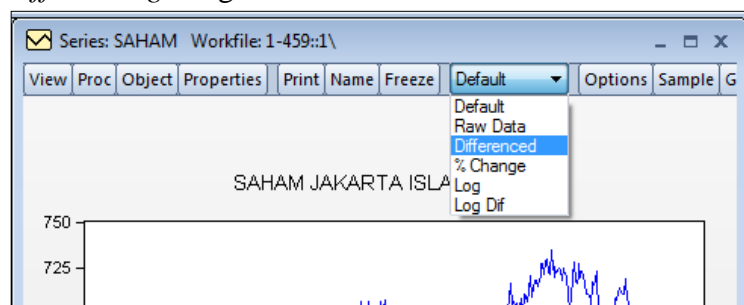 Series: SAHAM Workfile: 1-459::1\
View Proc Object Properties Print Name Freeze Default Options Sample G
Default
Raw Data
Differenced
% Change
Log
Log Dif
SAHAM JAKARTA ISLA
750
725